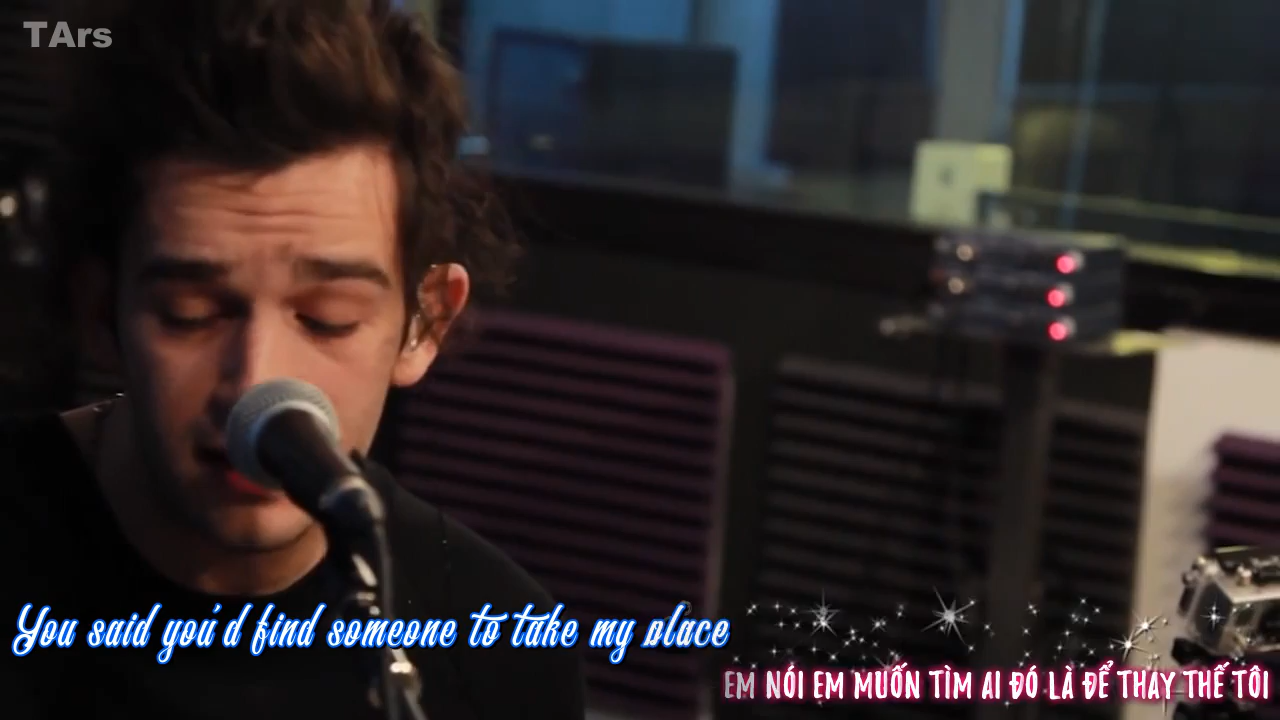 TArs
You said you'd find someone to take my place
EM NÓI EM MUỐN TÌM AI ĐÓ LÀ ĐỂ THAY THẾ TÔI